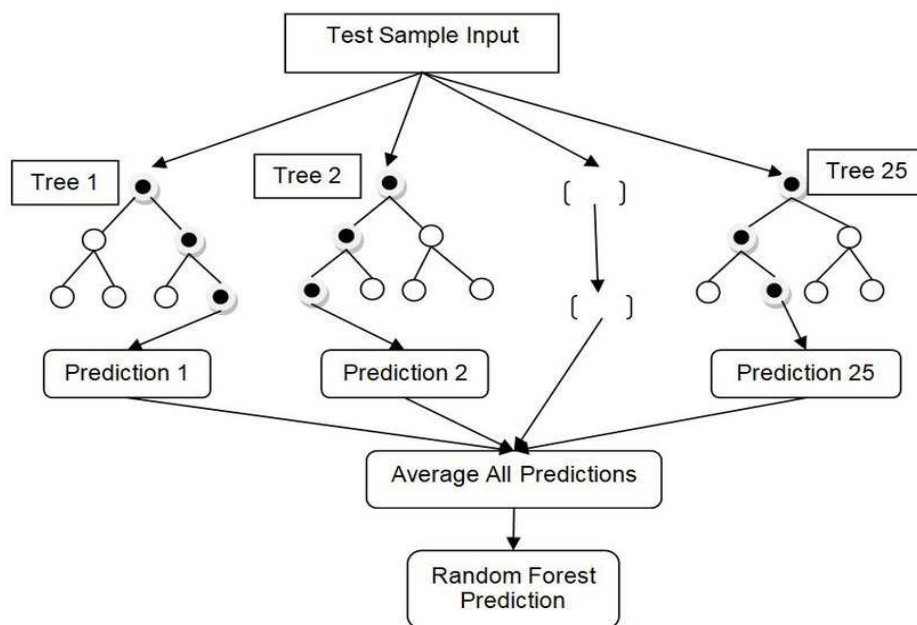 Test Sample Input
Tree 1
Tree 2
Tree 25
Prediction 1
Prediction 2
Prediction 25
Average All Predictions
Random Forest
Prediction